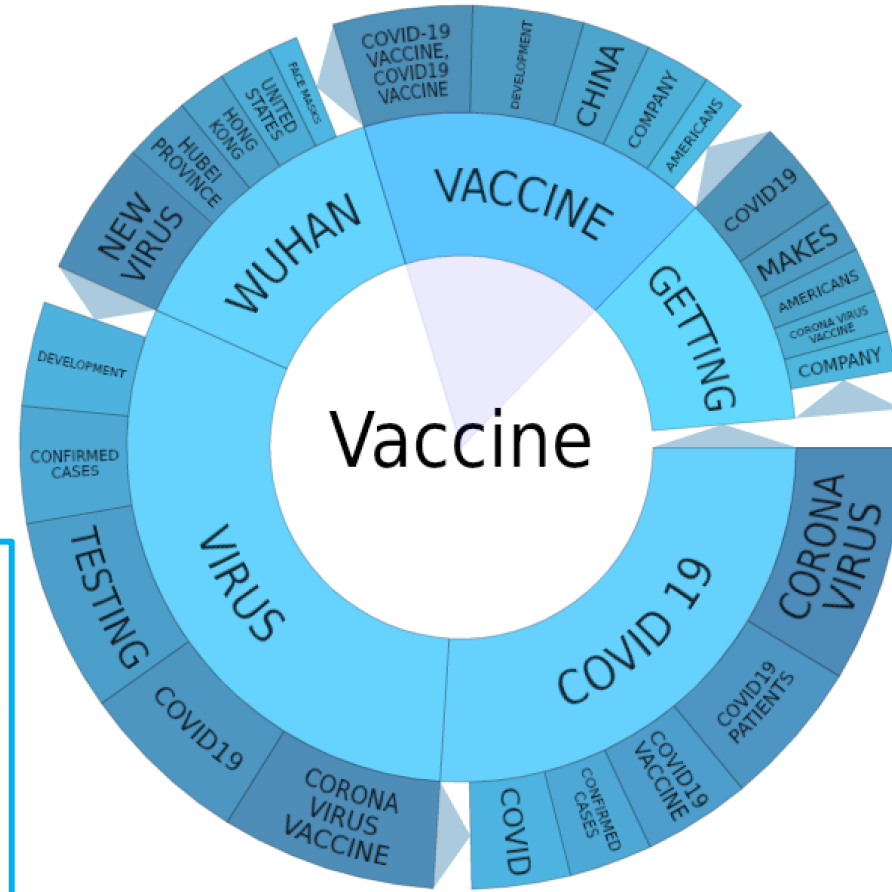 Vaccine
VACCINE
COVID-19
VACCINE,
COVID19
VACCINE
DEVELOPMENT
CHINA
COMPANY
AMERICANS
GETTING
COVID19
MAKES
AMERICANS
CORONA VIRUS
VACCINE
COMPANY
COVID 19
CORONA
VIRUS
COVID19
PATIENTS
COVID19
VACCINE
CONFIRMED
CASES
COVID
VIRUS
CORONA
VIRUS
VACCINE
COVID19
TESTING
CONFIRMED
CASES
DEVELOPMENT
WUHAN
NEW
VIRUS
HUBEI
PROVINCE
HONG
KONG
UNITED
STATES
FACE MASKS